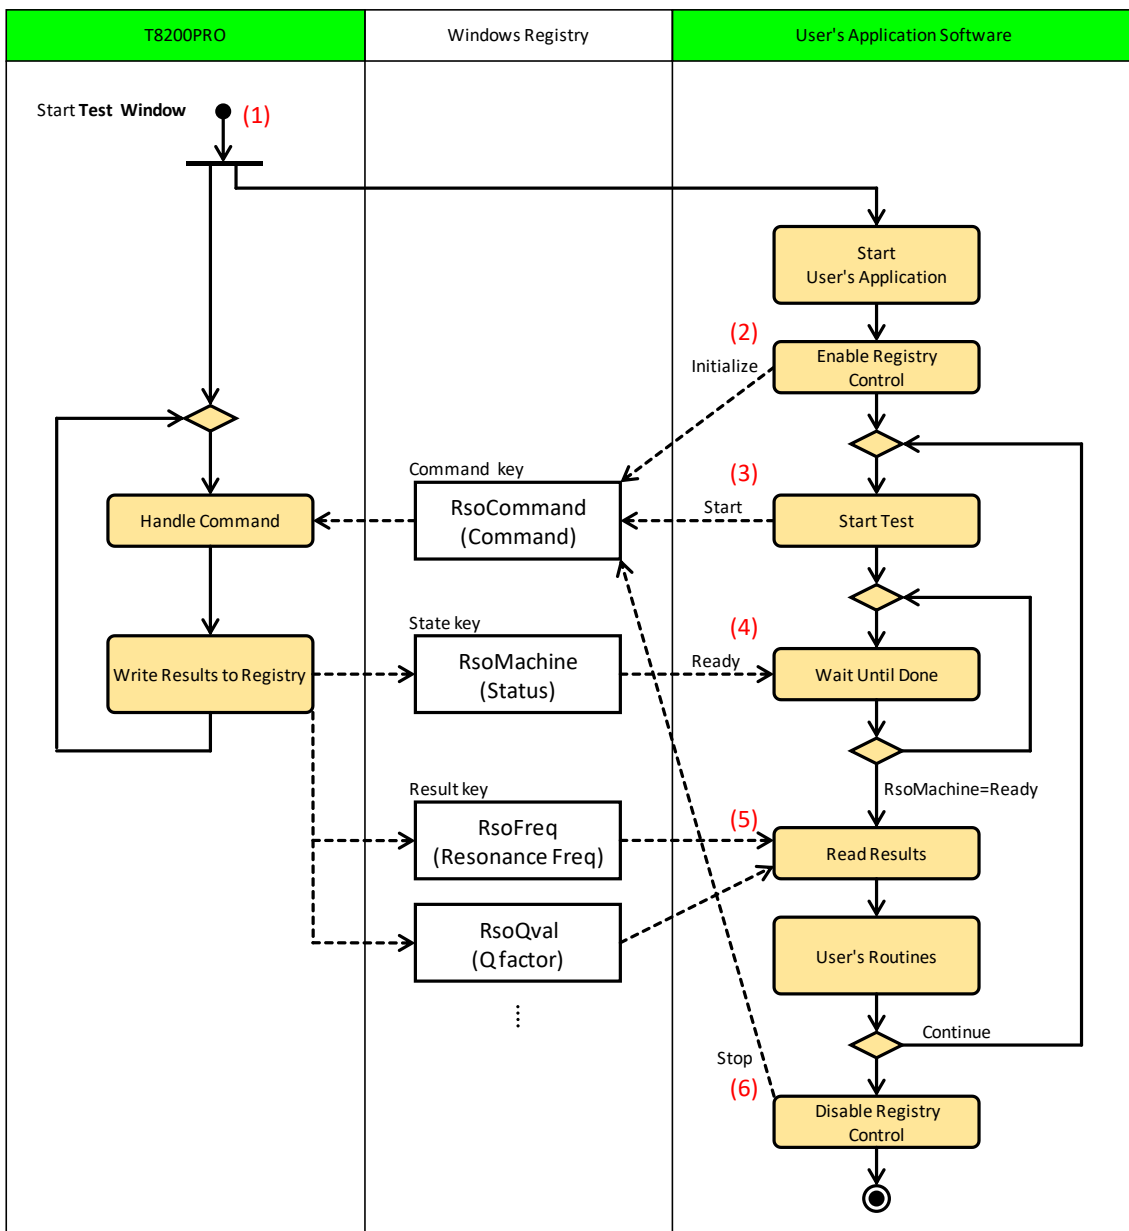 T8200PRO
Windows Registry
User's Application Software
Start Test Window
(1)
Start
User's Application
(2)
Initialize
Enable Registry
Control
Command key
(3)
RsoCommand
(Command)
Start
Handle Command
Start Test
State key
(4)
RsoMachine
(Status)
Ready
Write Results to Registry
Wait Until Done
RsoMachine=Ready
Result key
(5)
RsoFreq
(Resonance Freq)
Read Results
RsoQval
(Q factor)
User's Routines
Continue
Stop
(6)
Disable Registry
Control